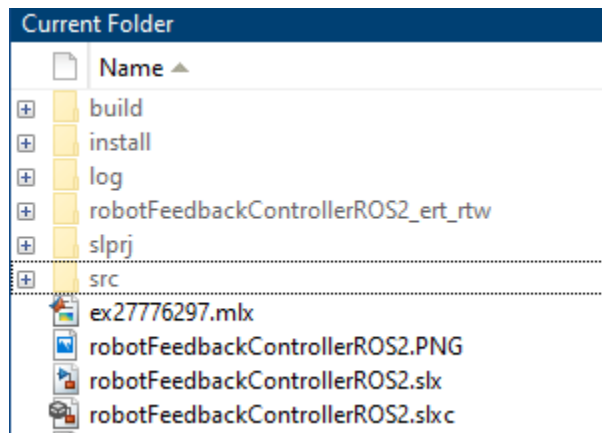 Current Folder
Name
build
install
log
robotFeedbackControllerROS2_ert_rtw
slprj
src
ex27776297.mlx
robotFeedbackControllerROS2.PNG
robotFeedbackControllerROS2.slx
robotFeedbackControllerROS2.slxc